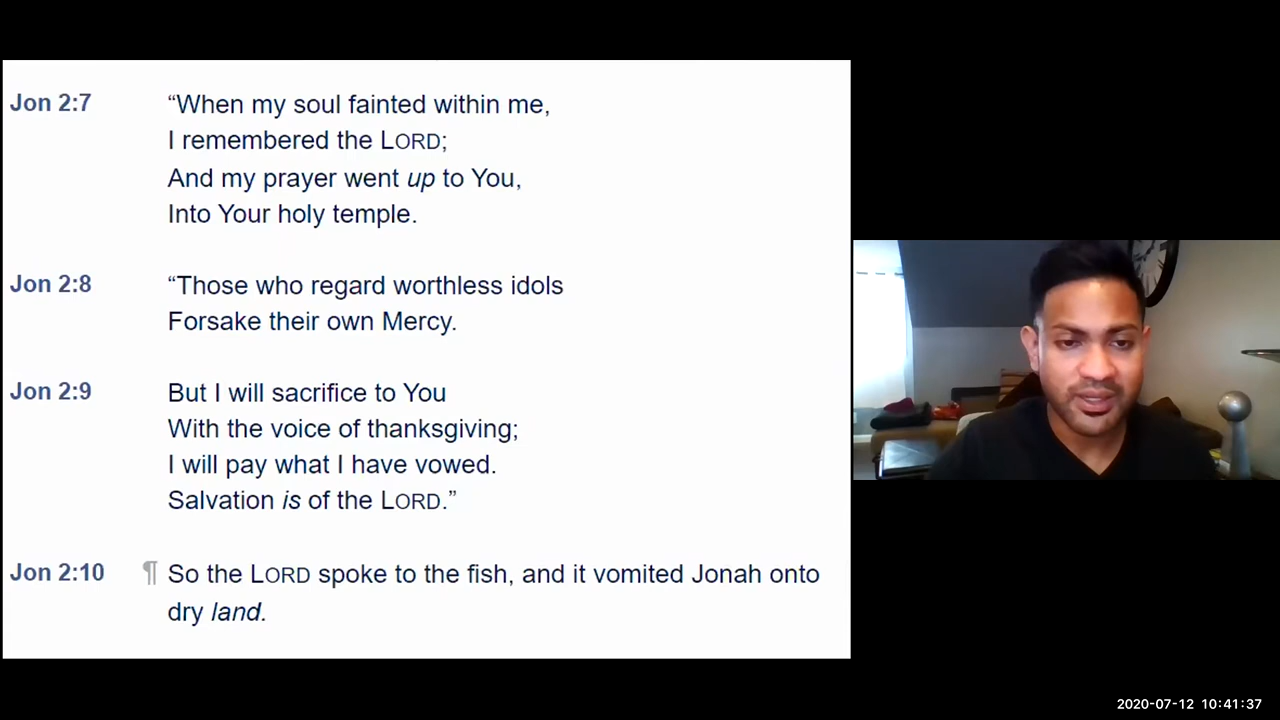 Jon 2:7 “When my soul fainted within me,
I remembered the LORD;
And my prayer went up to You,
Into Your holy temple.
Jon 2:8 “Those who regard worthless idols
Forsake their own Mercy.
Jon 2:9 But I will sacrifice to You
With the voice of thanksgiving;
I will pay what I have vowed.
Salvation is of the LORD.”
Jon 2:10 ¶ So the LORD spoke to the fish, and it vomited Jonah onto
dry land.
2020-07-12 10:41:37